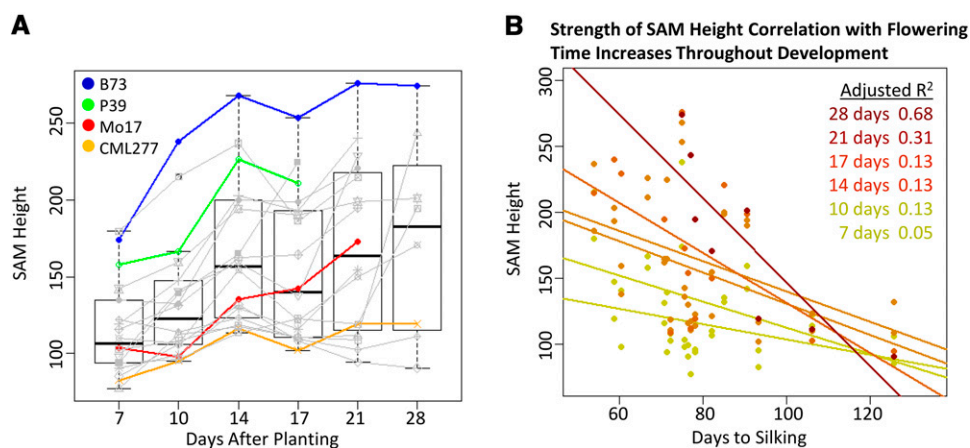 A
B73
P39
Mo17
CML277
SAM Height
250
200
150
100
7 10 14 17 21 28
Days After Planting
B Strength of SAM Height Correlation with Flowering
Time Increases Throughout Development
Adjusted R²
28 days 0.68
21 days 0.31
17 days 0.13
14 days 0.13
10 days 0.13
7 days 0.05
SAM Height
300
250
200
150
100
60 80 100 120
Days to Silking